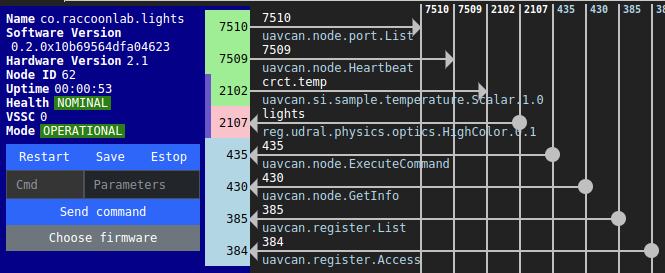 Name co.raccoonlab.lights
Software Version
0.2.0x10b69564dfa04623
Hardware Version 2.1
Node ID 62
Uptime 00:00:53
Health NOMINAL
VSSC 0
Mode OPERATIONAL
Restart Save Estop
Cmd Parameters
Send command
Choose firmware
7510
7509
2102
2107
435
430
385
384
7510 7509 2102 2107 435 430 385 384
7510
uavcan.node.port.List
7509
uavcan.node.Heartbeat
crct.temp
uavcan.si.sample.temperature.Scalar.1.0
lights
reg.udral.physics.optics.HighColor.0.1
435
uavcan.node.ExecuteCommand
430
uavcan.node.GetInfo
385
uavcan.register.List
384
uavcan.register.Access